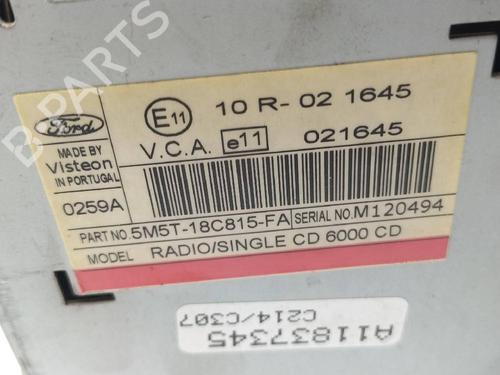 B PARTS
Ford
E11
10 R- 02 1645
MADE BY
Visteon
IN PORTUGAL
V.C.A. e11 021645
0259A
PART NO. 5M5T-18C815-FA SERIAL NO. M120494
MODEL RADIO/SINGLE CD 6000 CD
A11837345
C214/C307